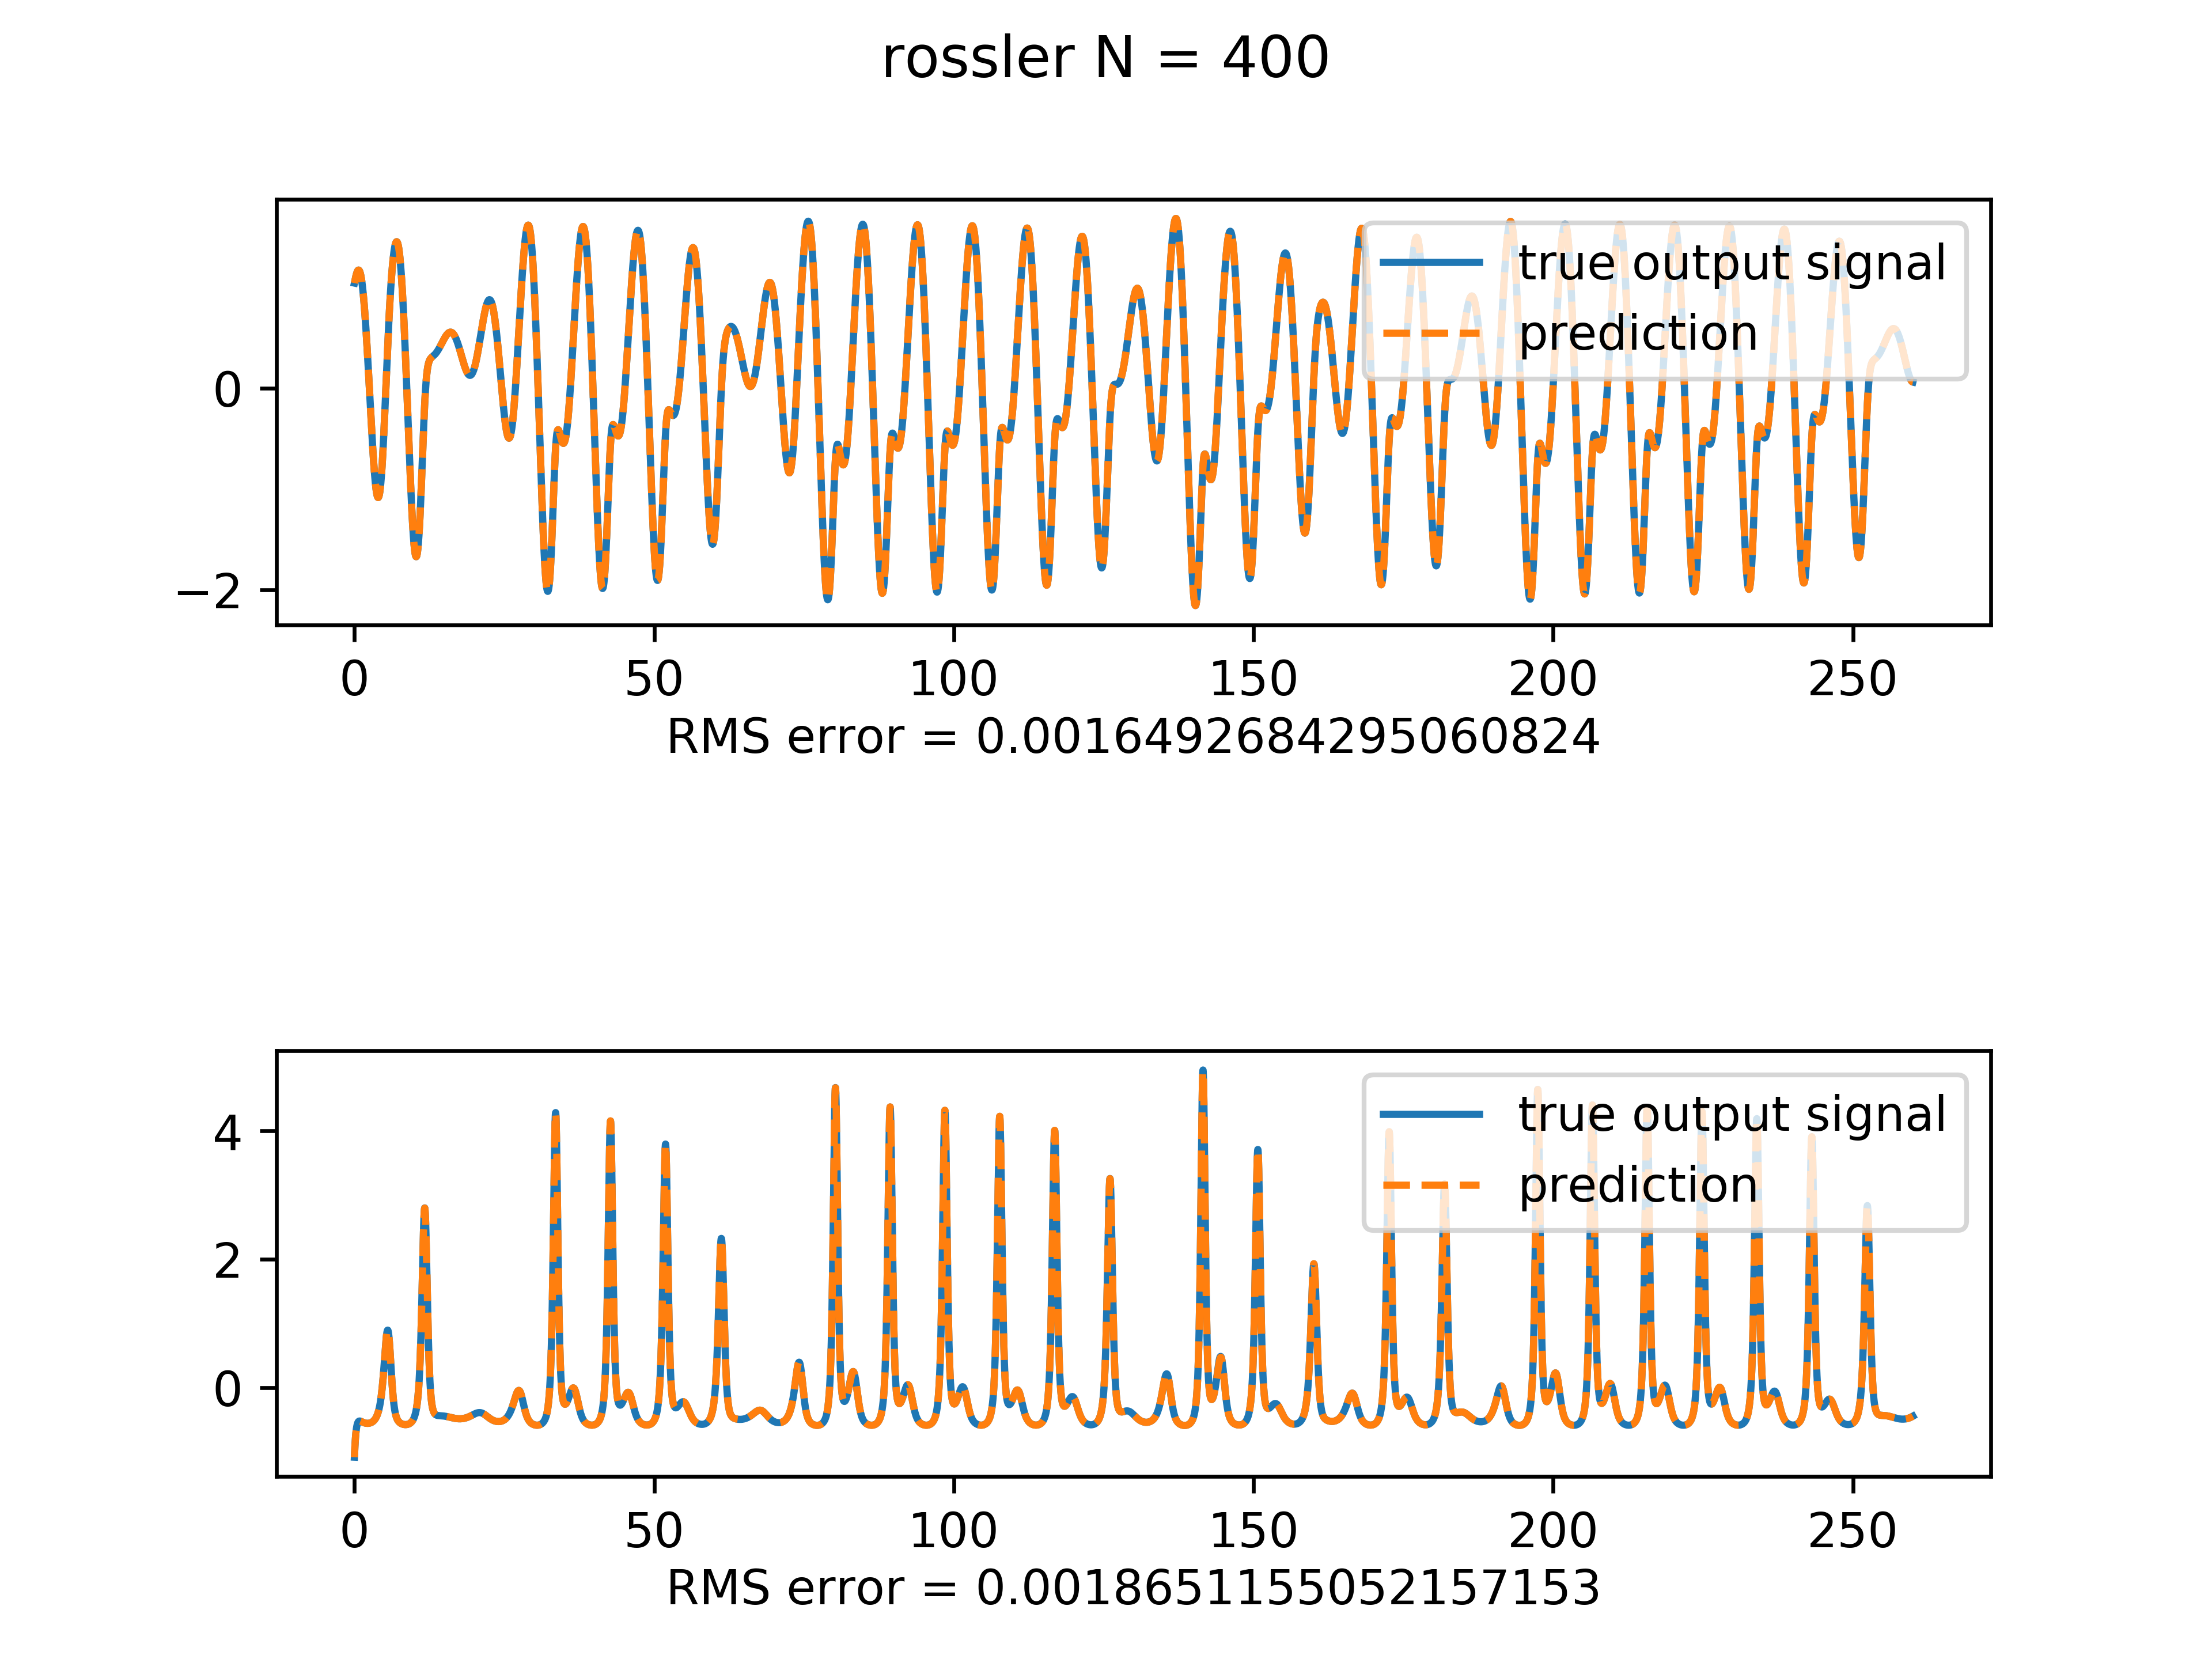 rossler N = 400
true output signal
prediction
0
−2
0 50 100 150 200 250
RMS error = 0.0016492684295060824
true output signal
prediction
4
2
0
0 50 100 150 200 250
RMS error = 0.0018651155052157153